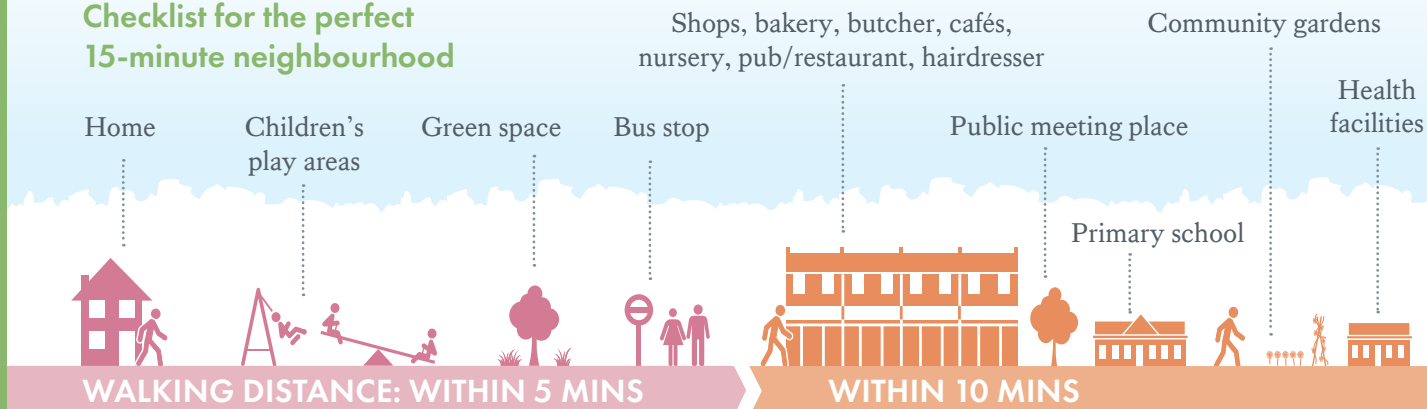 Checklist for the perfect
15-minute neighbourhood
Home
Children’s
play areas
Green space
Bus stop
Shops, bakery, butcher, cafés,
nursery, pub/restaurant, hairdresser
Public meeting place
Primary school
Community gardens
Health
facilities
WALKING DISTANCE: WITHIN 5 MINS
WITHIN 10 MINS